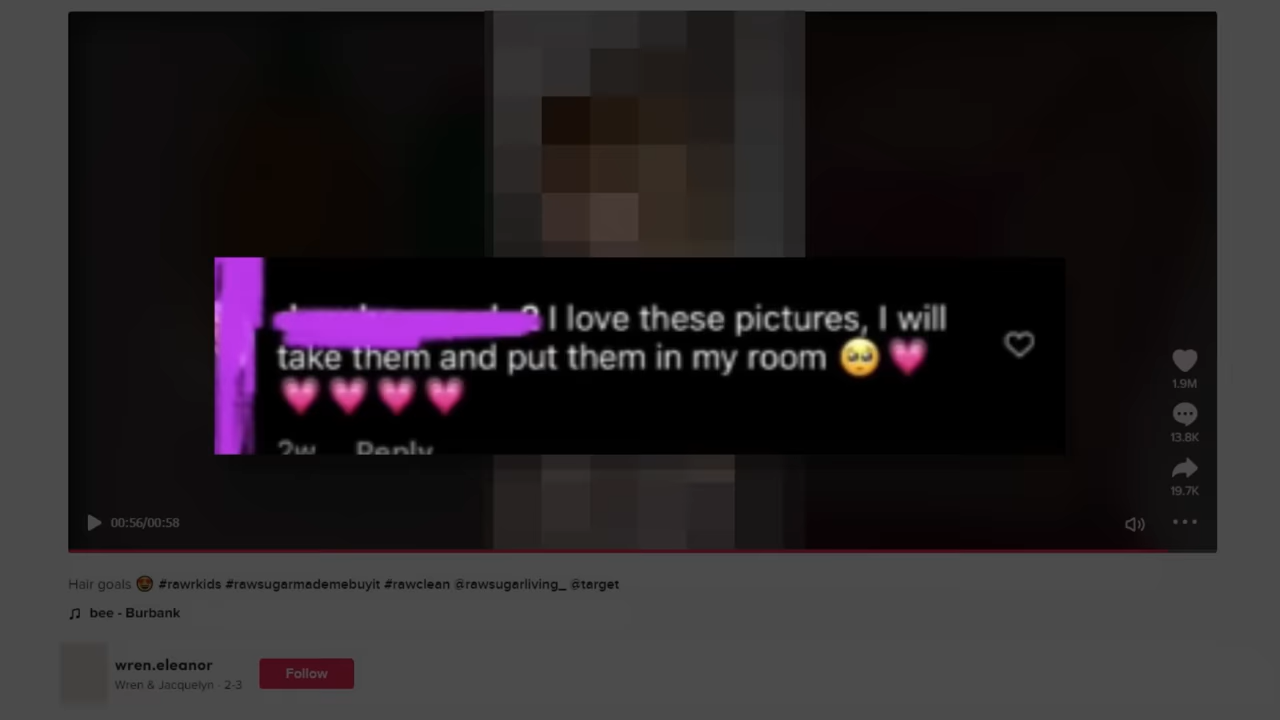 I love these pictures, I will
take them and put them in my room 🥺💗
💗💗💗💗
2w Reply
1.9M
13.8K
19.7K
00:56/00:58
Hair goals 🤩 #rawrkids #rawsugarmademebuyit #rawclean @rawsugarliving_ @target
bee - Burbank
wren.eleanor
Wren & Jacquelyn · 2-3
Follow